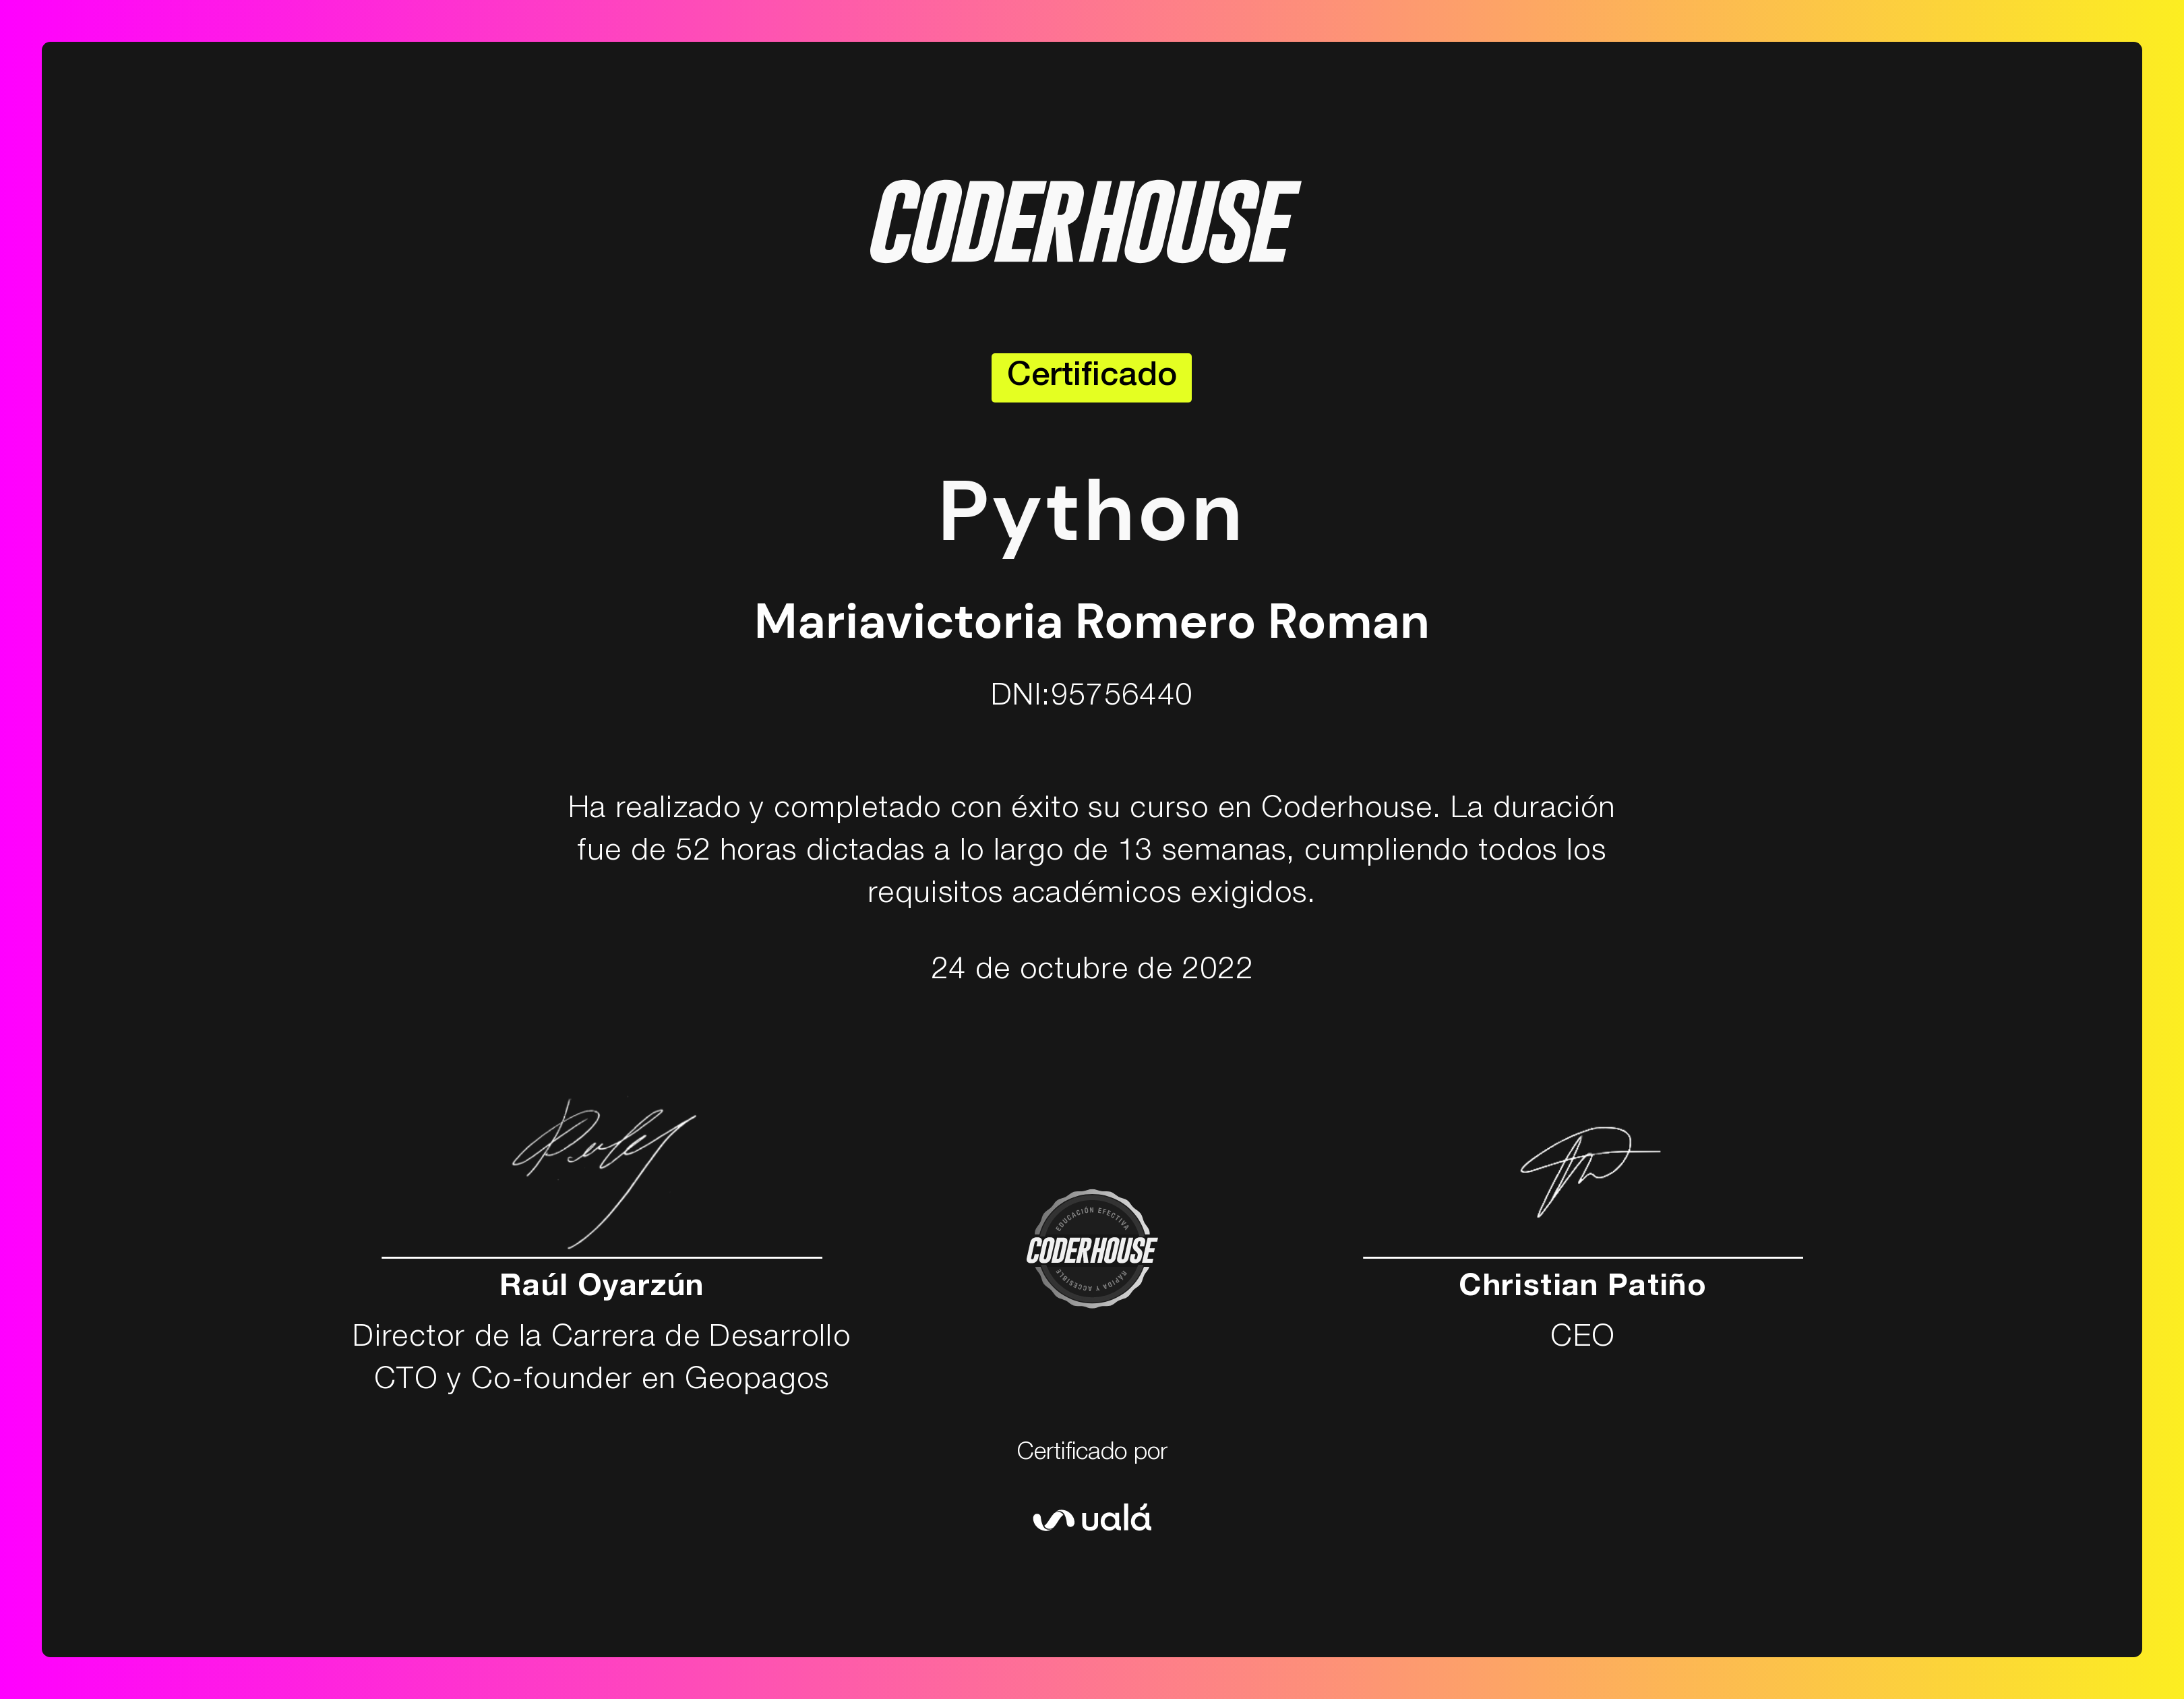 CODERHOUSE
Certificado
Python
Mariavictoria Romero Roman
DNI:95756440
Ha realizado y completado con éxito su curso en Coderhouse. La duración
fue de 52 horas dictadas a lo largo de 13 semanas, cumpliendo todos los
requisitos académicos exigidos.
24 de octubre de 2022
EDUCACIÓN EFECTIVA
CODERHOUSE
RÁPIDA Y ACCESIBLE
Raúl Oyarzún
Director de la Carrera de Desarrollo
CTO y Co-founder en Geopagos
Christian Patiño
CEO
Certificado por
ualá